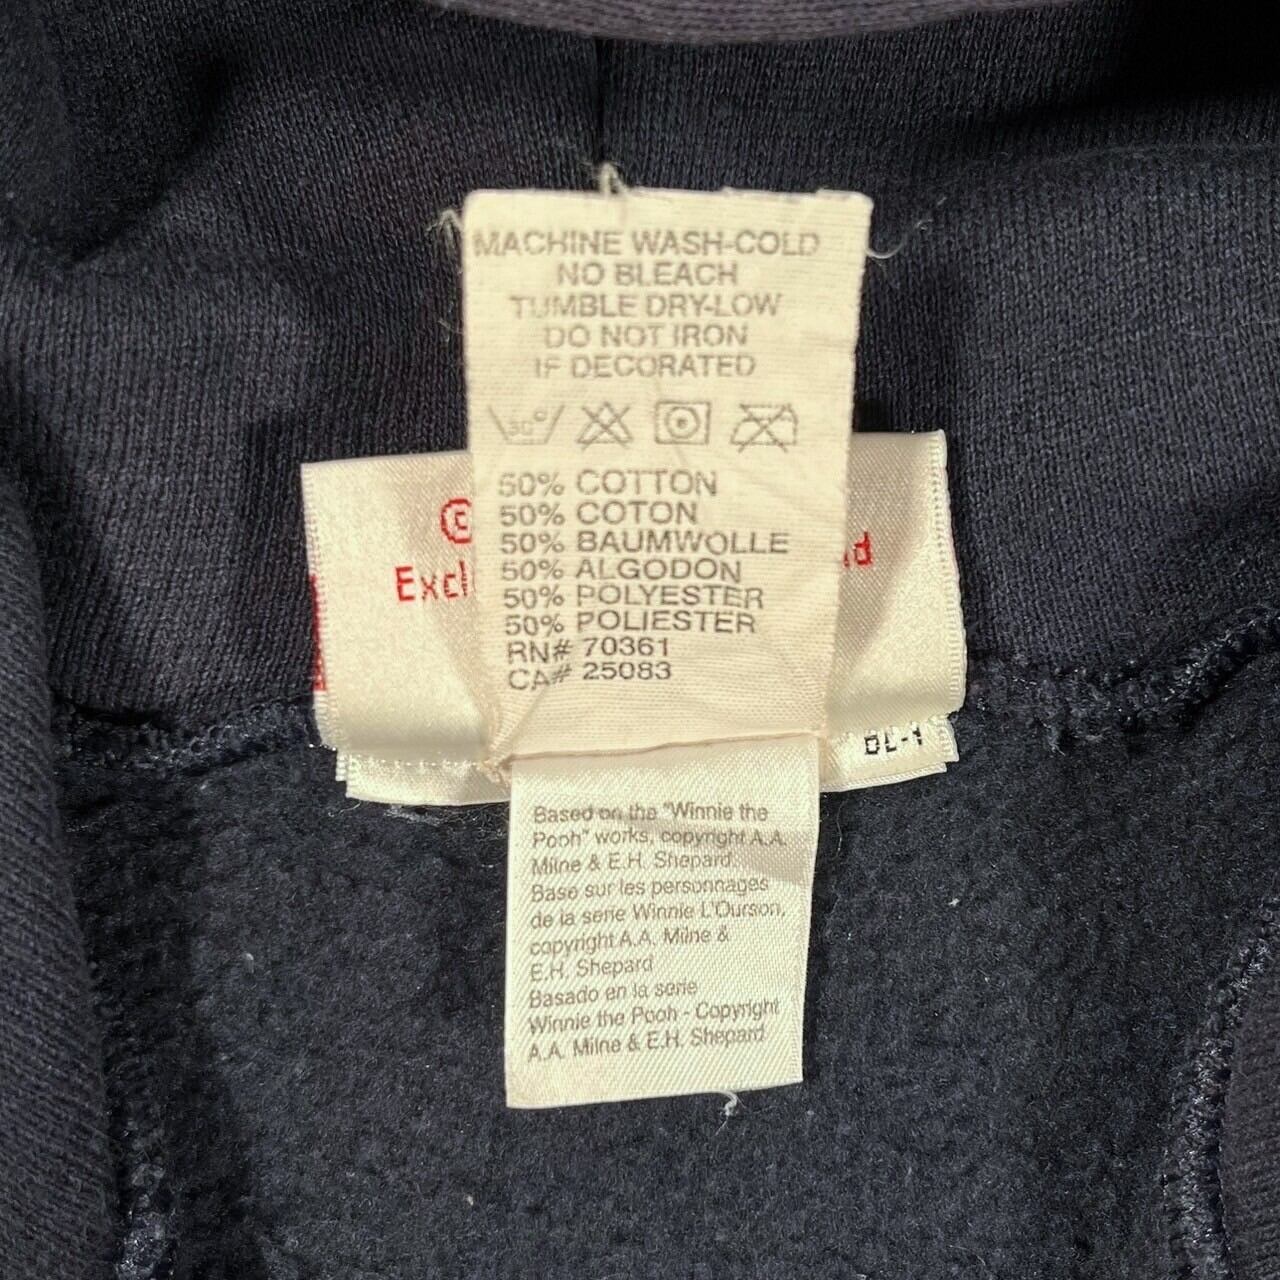 MACHINE WASH-COLD
NO BLEACH
TUMBLE DRY-LOW
DO NOT IRON
IF DECORATED
30°
50% COTTON
50% COTON
50% BAUMWOLLE
50% ALGODON
50% POLYESTER
50% POLIESTER
RN# 70361
CA# 25083
©
Based on the "Winnie the
Pooh" works, copyright A.A.
Milne & E.H. Shepard.
Base sur les personnages
de la serie Winnie L'Ourson,
copyright A.A. Milne &
E.H. Shepard
Basado en la serie
Winnie the Pooh - Copyright
A.A. Milne & E.H. Shepard